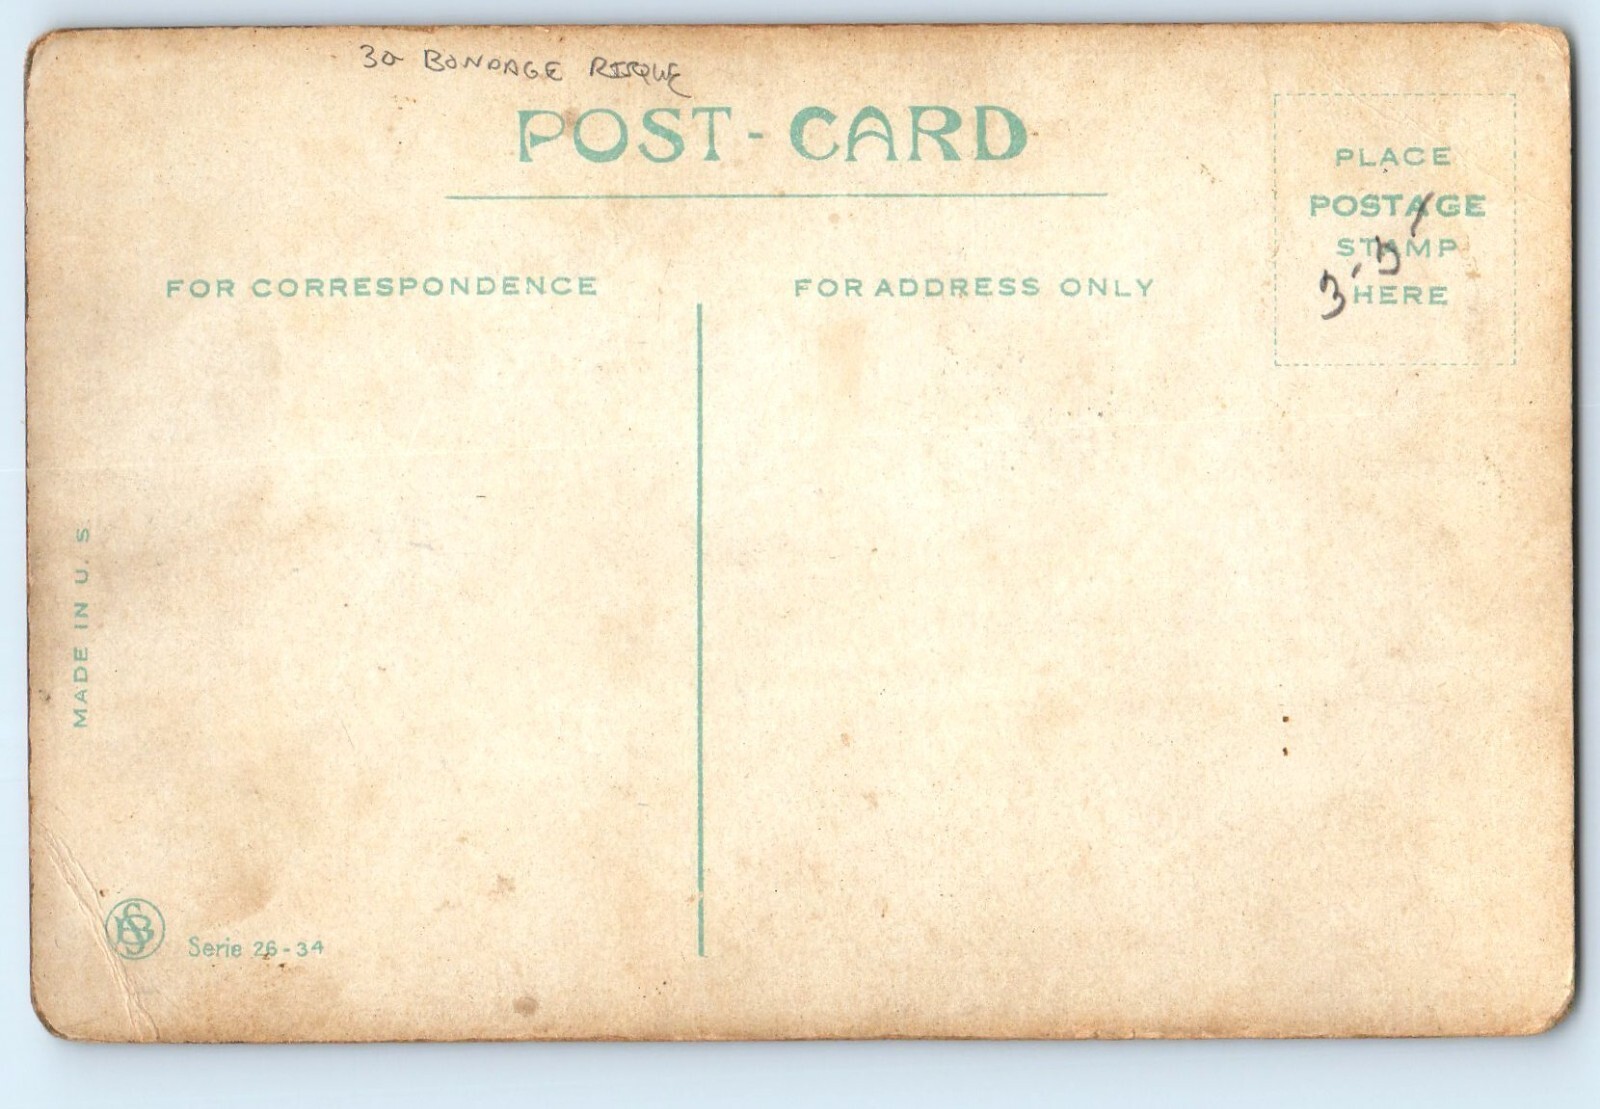 30 BONDAGE RISQUE
POST-CARD
PLACE
POSTAGE
STAMP
HERE
FOR CORRESPONDENCE
FOR ADDRESS ONLY
MADE IN U. S
Serie 26-34